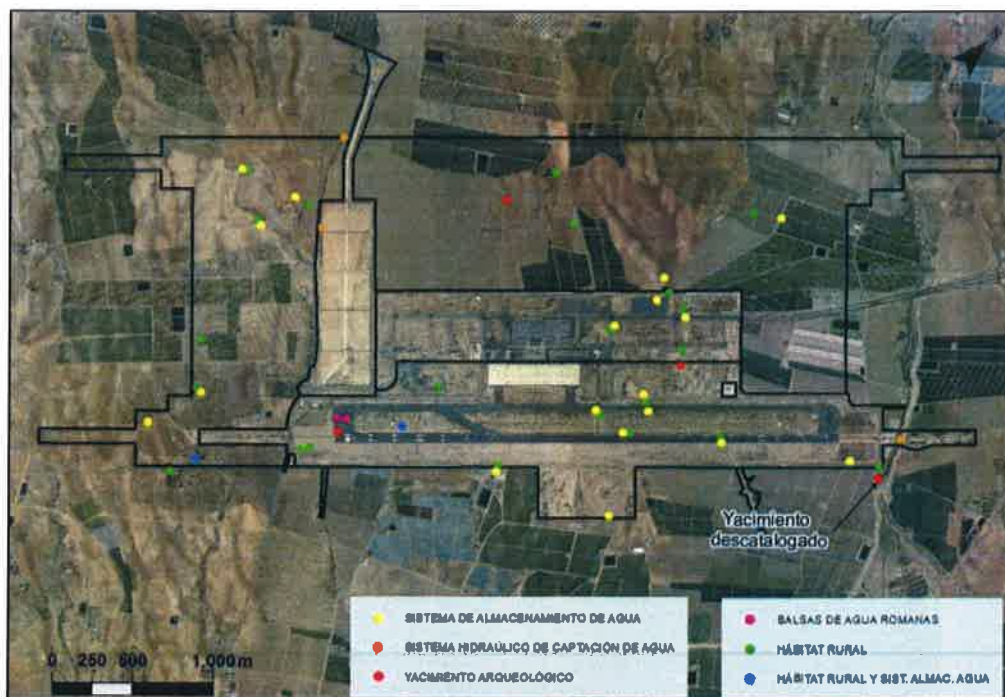 Yacimiento
descatalogado
SISTEMA DE ALMACENAMIENTO DE AGUA
SISTEMA HIDRAÚLICO DE CAPTACIÓN DE AGUA
YACIMIENTO ARQUEOLÓGICO
BALSAS DE AGUA ROMANAS
HÁBITAT RURAL
HÁBITAT RURAL Y SIST. ALMAC. AGUA
0 250 500 1.000 m